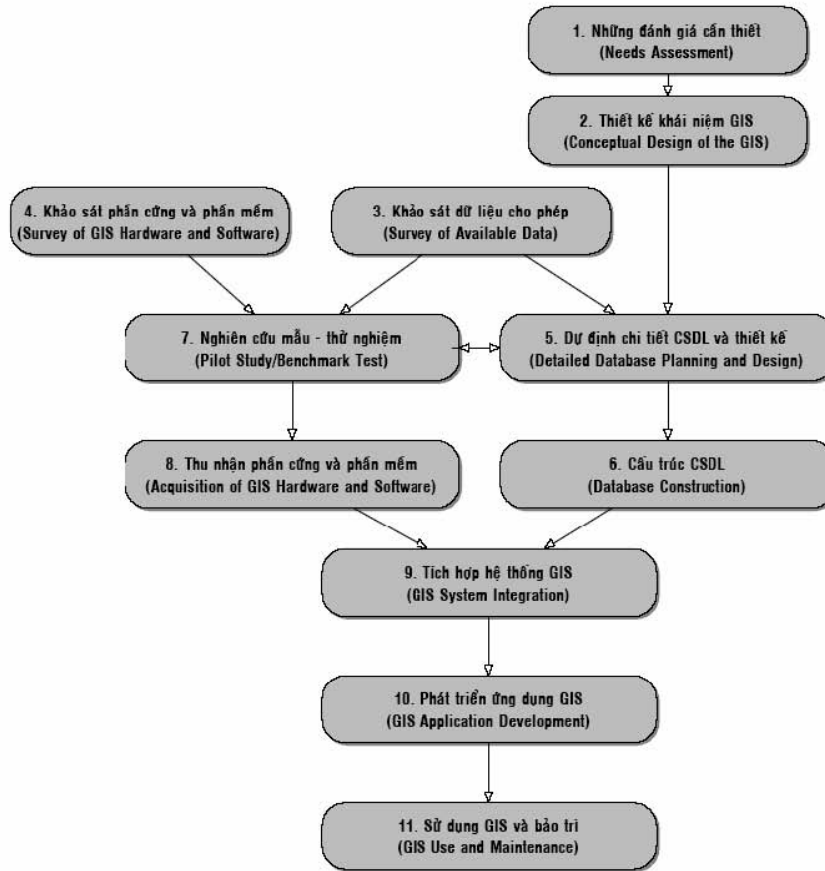 1. Những đánh giá cần thiết
(Needs Assessment)
2. Thiết kế khái niệm GIS
(Conceptual Design of the GIS)
4. Khảo sát phần cứng và phần mềm
(Survey of GIS Hardware and Software)
3. Khảo sát dữ liệu cho phép
(Survey of Available Data)
7. Nghiên cứu mẫu - thử nghiệm
(Pilot Study/Benchmark Test)
5. Dự định chi tiết CSDL và thiết kế
(Detailed Database Planning and Design)
8. Thu nhận phần cứng và phần mềm
(Acquisition of GIS Hardware and Software)
6. Cấu trúc CSDL
(Database Construction)
9. Tích hợp hệ thống GIS
(GIS System Integration)
10. Phát triển ứng dụng GIS
(GIS Application Development)
11. Sử dụng GIS và bảo trì
(GIS Use and Maintenance)